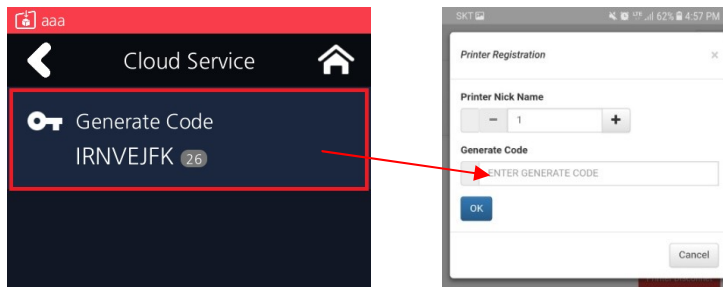 aaa
Cloud Service
Generate Code
IRNVEJFK 26
SKT LTE 62% 4:57 PM
Printer Registration ×
Printer Nick Name
− 1 +
Generate Code
ENTER GENERATE CODE
OK
Cancel